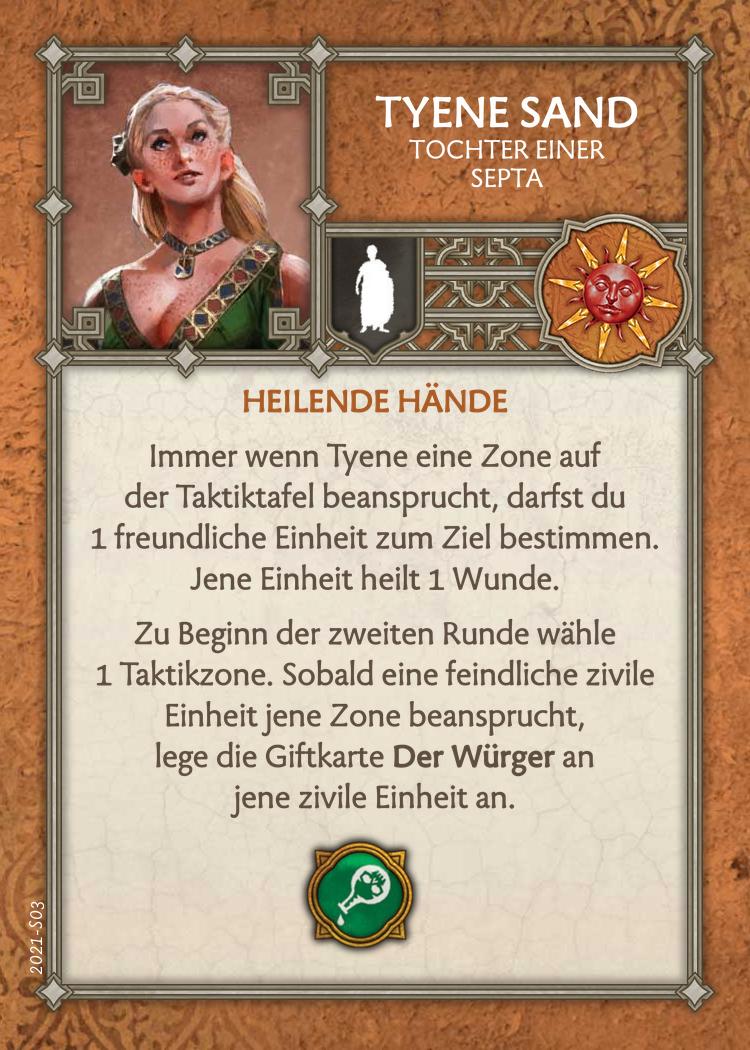 TYENE SAND
TOCHTER EINER
SEPTA
HEILENDE HÄNDE
Immer wenn Tyene eine Zone auf
der Taktiktafel beansprucht, darfst du
1 freundliche Einheit zum Ziel bestimmen.
Jene Einheit heilt 1 Wunde.
Zu Beginn der zweiten Runde wähle
1 Taktikzone. Sobald eine feindliche zivile
Einheit jene Zone beansprucht,
lege die Giftkarte Der Würger an
jene zivile Einheit an.
2021-S03